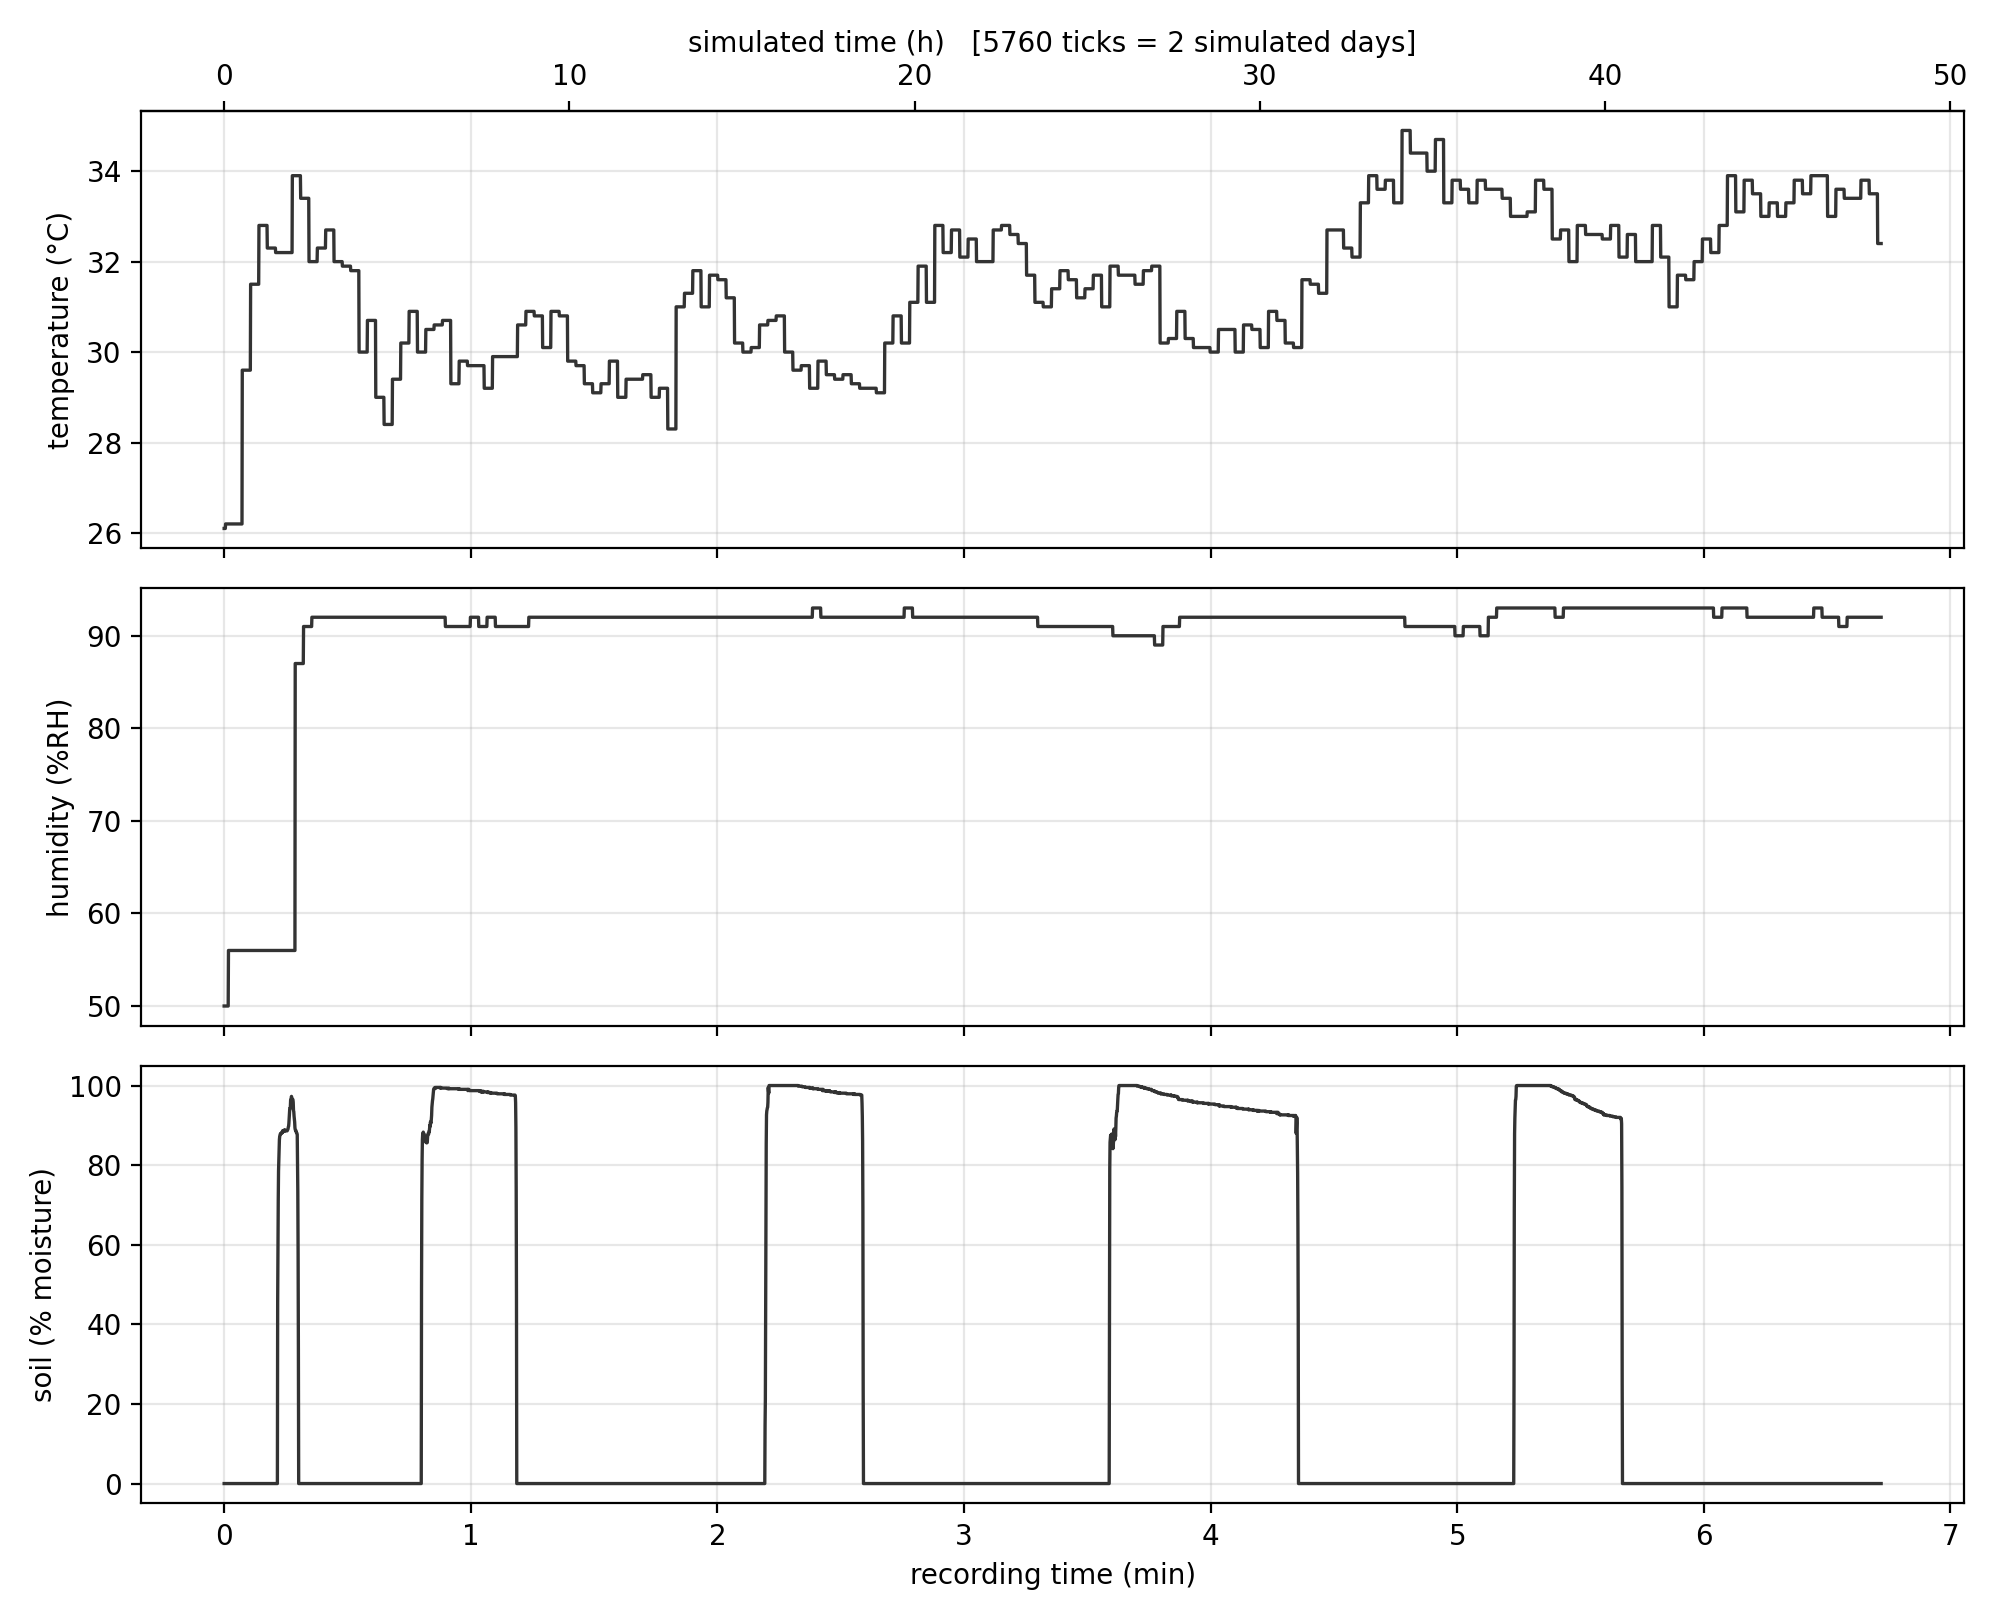 simulated time (h)   [5760 ticks = 2 simulated days]
0 10 20 30 40 50
temperature (°C)
34
32
30
28
26
humidity (%RH)
90
80
70
60
50
soil (% moisture)
100
80
60
40
20
0
0 1 2 3 4 5 6 7
recording time (min)